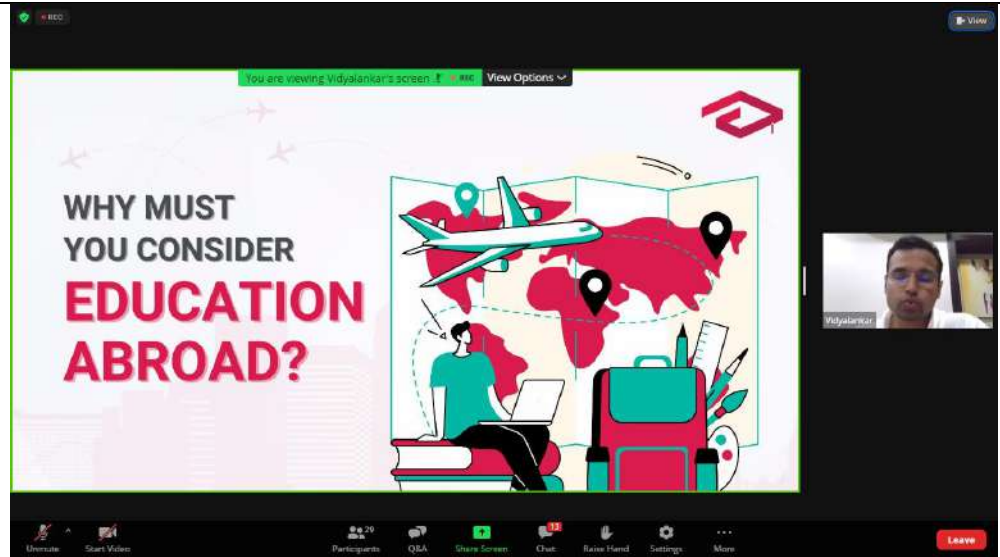 REC
View
You are viewing Vidyalankar's screen
REC
View Options
WHY MUST
YOU CONSIDER
EDUCATION
ABROAD?
Vidyalankar
Unmute
Start Video
29
Participants
Q&A
Share Screen
13
Chat
Raise Hand
Settings
More
Leave